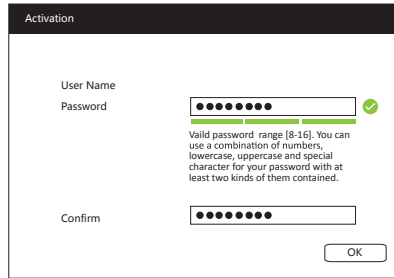 Activation
User Name
Password
●●●●●●●●
Vaild password range [8-16]. You can
use a combination of numbers,
lowercase, uppercase and special
character for your password with at
least two kinds of them contained.
Confirm
●●●●●●●●
OK